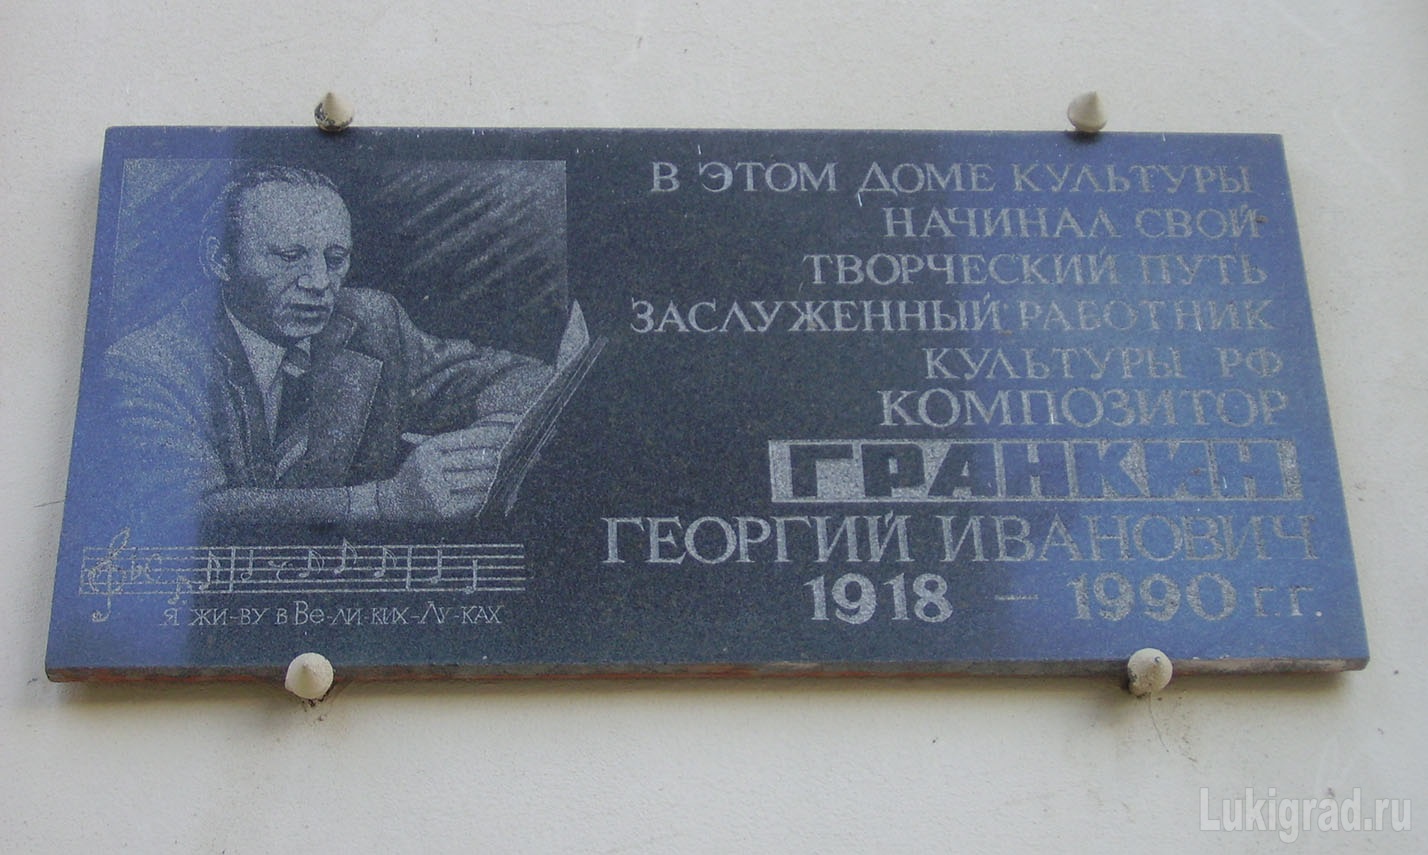 В ЭТОМ ДОМЕ КУЛЬТУРЫ
НАЧИНАЛ СВОЙ
ТВОРЧЕСКИЙ ПУТЬ
ЗАСЛУЖЕННЫЙ РАБОТНИК
КУЛЬТУРЫ РФ
КОМПОЗИТОР
ГРАНКИН
ГЕОРГИЙ ИВАНОВИЧ
1918 – 1990 г.г.
Я ЖИ-ВУ В ВЕ-ЛИ-КИХ-ЛУ-КАХ
Lukigrad.ru